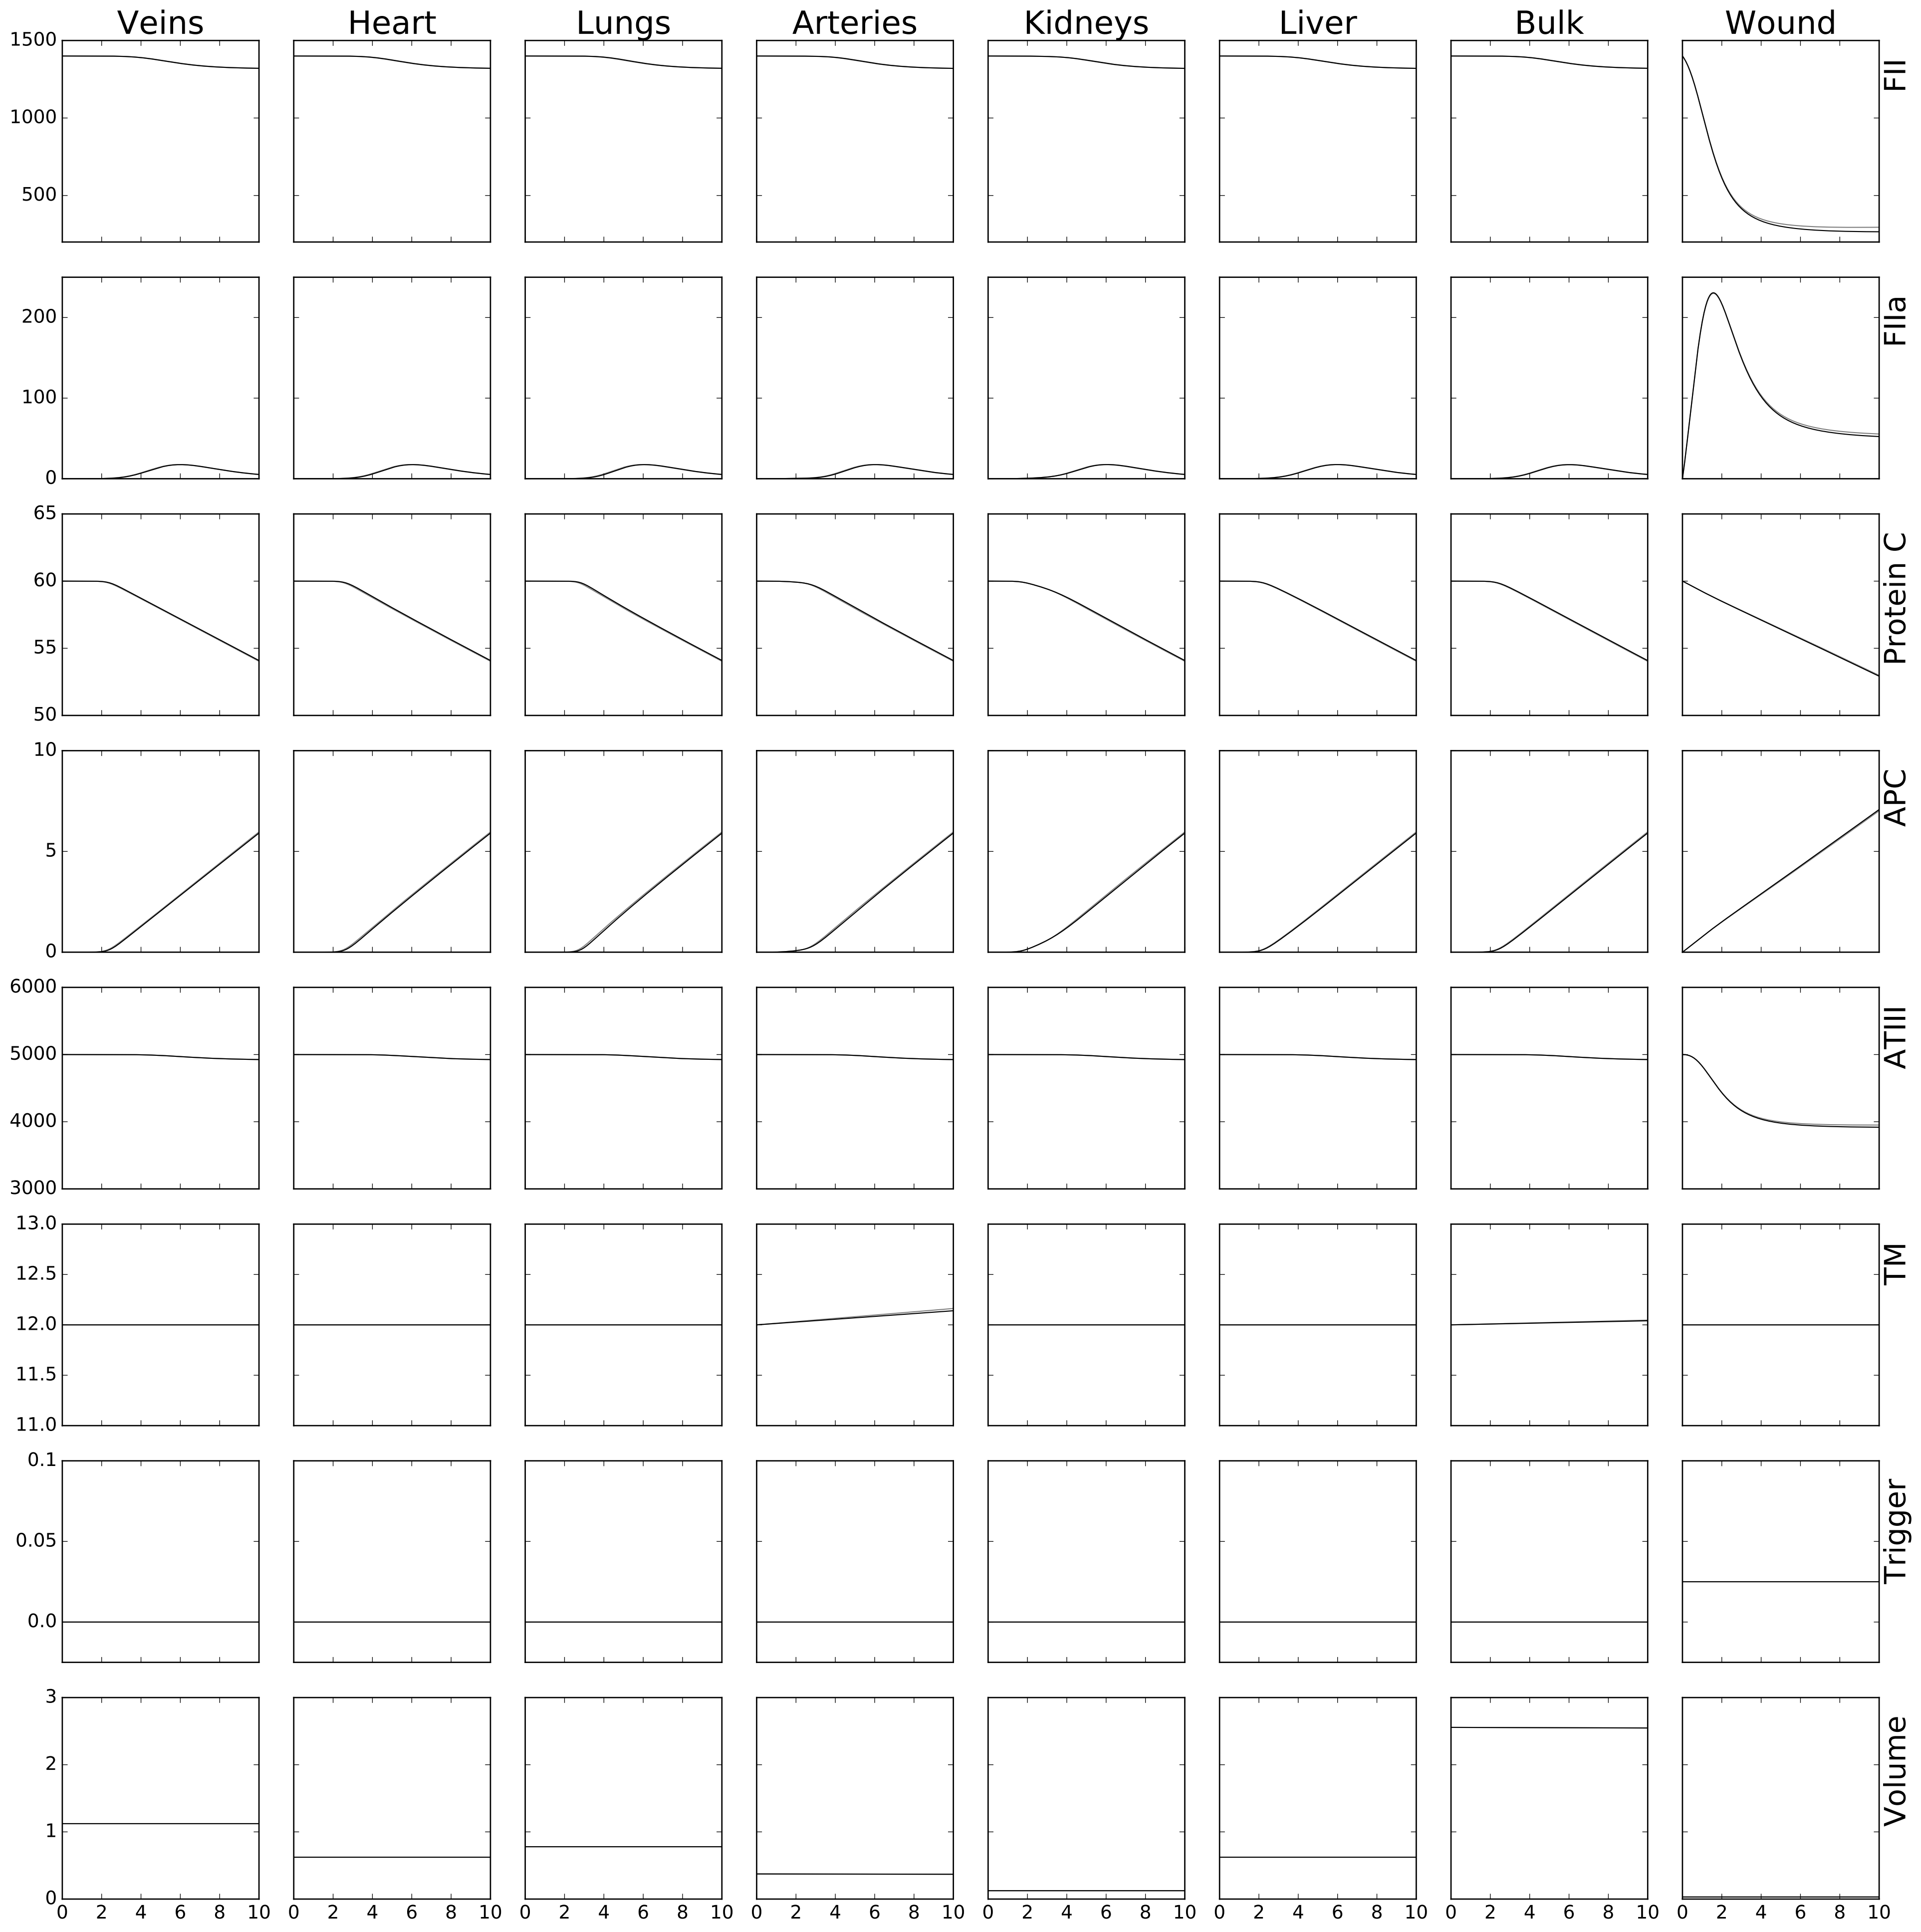 Veins Heart Lungs Arteries Kidneys Liver Bulk Wound
1500
1000
500
FII
200
100
0
FIIa
65
60
55
50
Protein C
10
5
0
APC
6000
5000
4000
3000
ATIII
13.0
12.5
12.0
11.5
11.0
TM
0.1
0.05
0.0
Trigger
3
2
1
0
Volume
0 2 4 6 8 10 0 2 4 6 8 10 0 2 4 6 8 10 0 2 4 6 8 10 0 2 4 6 8 10 0 2 4 6 8 10 0 2 4 6 8 10 0 2 4 6 8 10